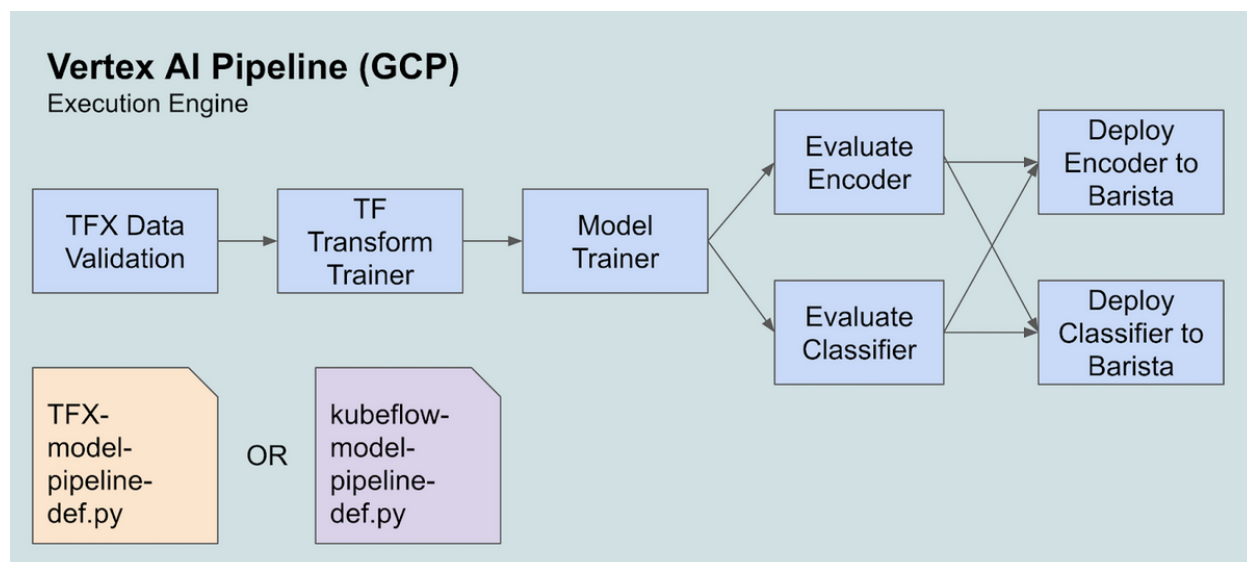 Vertex AI Pipeline (GCP)
Execution Engine
TFX Data
Validation
TF
Transform
Trainer
Model
Trainer
Evaluate
Encoder
Evaluate
Classifier
Deploy
Encoder to
Barista
Deploy
Classifier to
Barista
TFX-
model-
pipeline-
def.py
OR
kubeflow-
model-
pipeline-
def.py